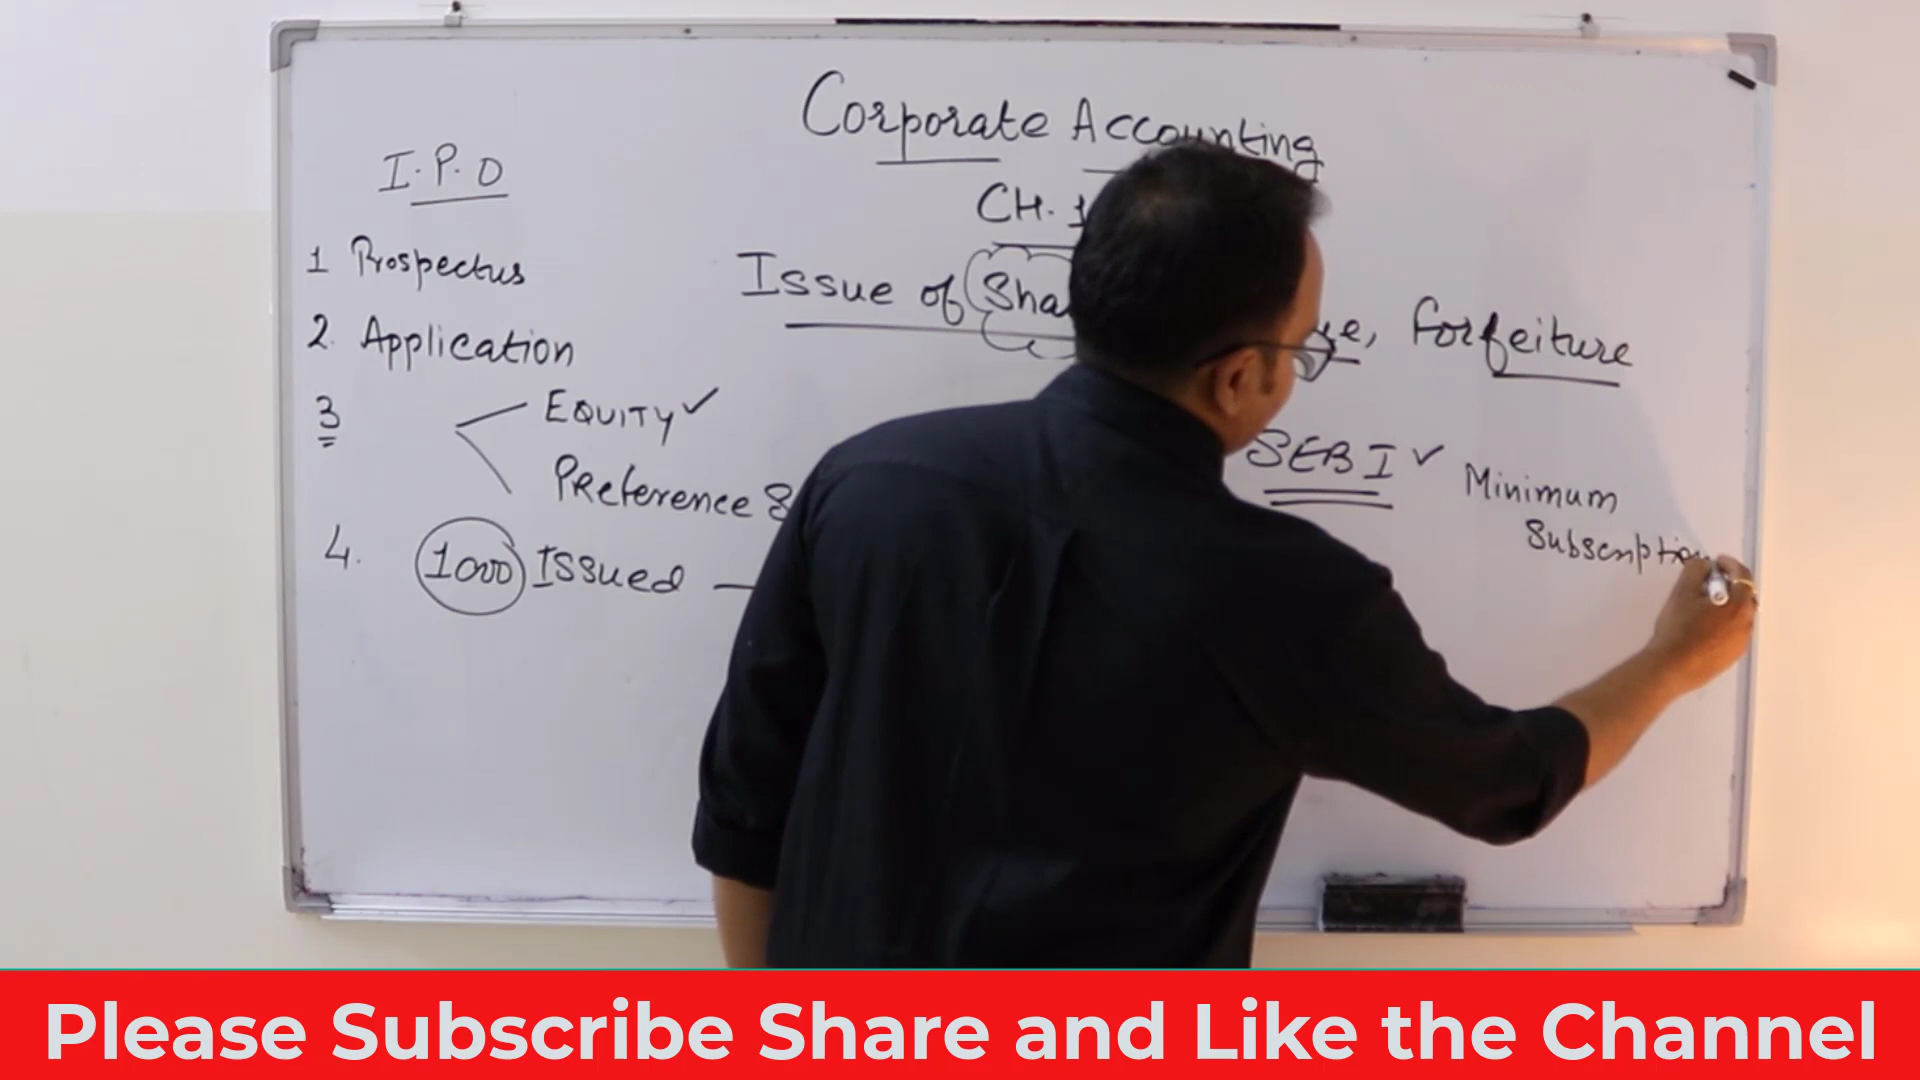 Corporate Accounting
CH. 1
Issue of
Forfeiture
I.P.O
1 Prospectus
2. Application
3
EQUITY ✓
Preference
4. 1000 Issued —
SEBI ✓
Minimum
Subscription
Please Subscribe Share and Like the Channel